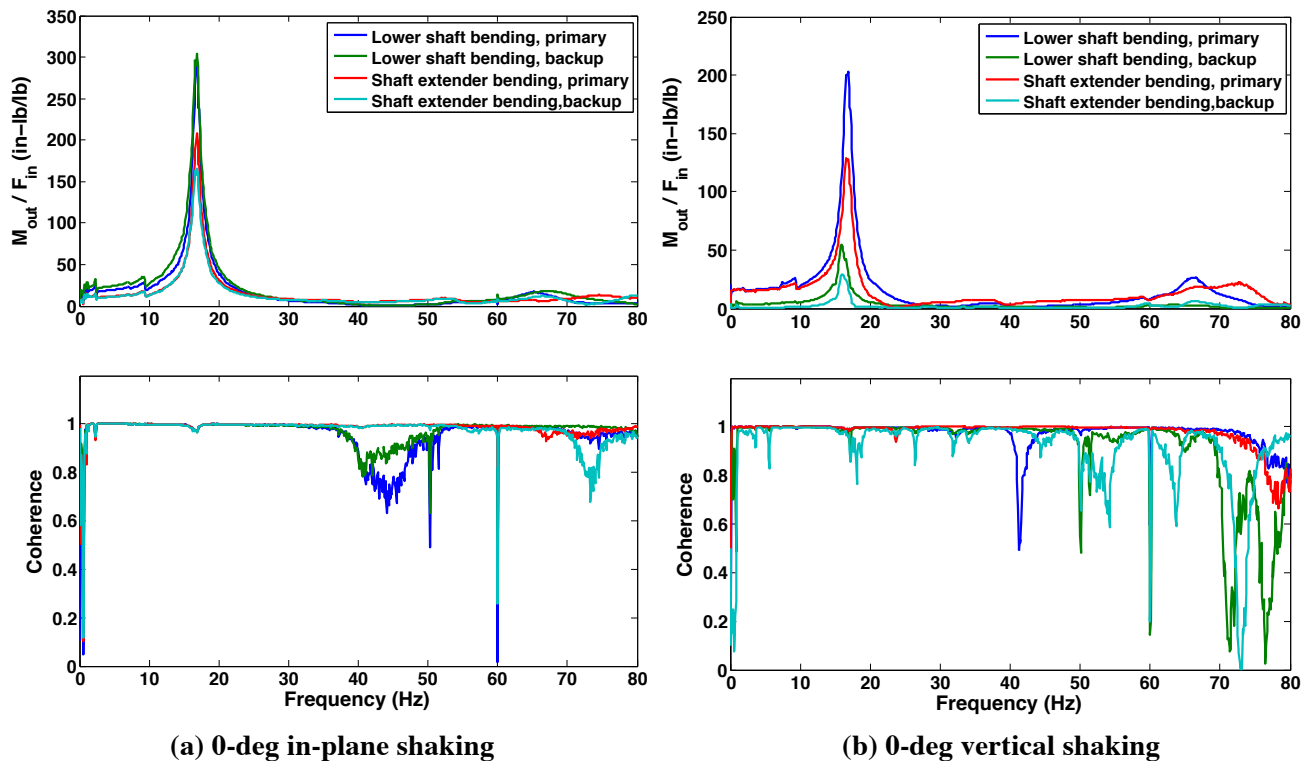 350
300
250
200
150
100
50
0
M_out / F_in (in-lb/lb)
Lower shaft bending, primary
Lower shaft bending, backup
Shaft extender bending, primary
Shaft extender bending,backup
0 10 20 30 40 50 60 70 80
1
0.8
0.6
0.4
0.2
0
Coherence
0 10 20 30 40 50 60 70 80
Frequency (Hz)
(a) 0-deg in-plane shaking
250
200
150
100
50
0
M_out / F_in (in-lb/lb)
Lower shaft bending, primary
Lower shaft bending, backup
Shaft extender bending, primary
Shaft extender bending,backup
0 10 20 30 40 50 60 70 80
1
0.8
0.6
0.4
0.2
0
Coherence
0 10 20 30 40 50 60 70 80
Frequency (Hz)
(b) 0-deg vertical shaking